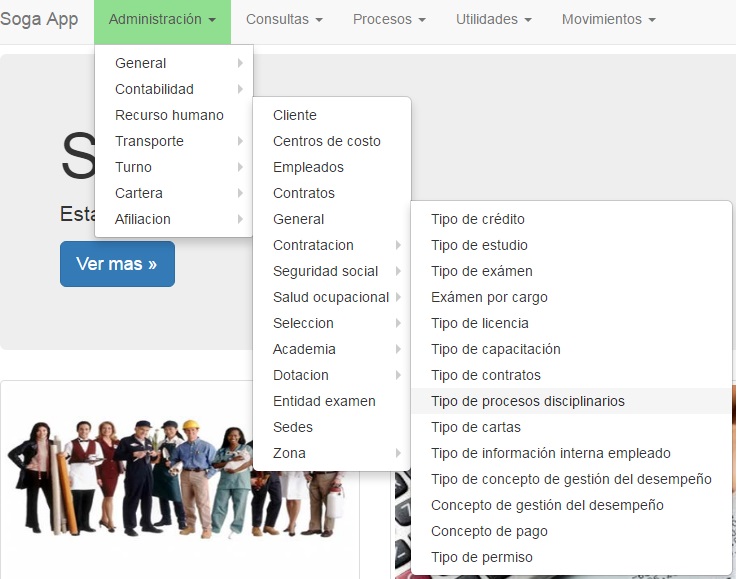 Soga App
Administración
Consultas
Procesos
Utilidades
Movimientos
General
Contabilidad
Recurso humano
Transporte
Turno
Cartera
Afiliacion
S
Esta
Ver mas »
Cliente
Centros de costo
Empleados
Contratos
General
Contratacion
Seguridad social
Salud ocupacional
Seleccion
Academia
Dotacion
Entidad examen
Sedes
Zona
Tipo de crédito
Tipo de estudio
Tipo de exámen
Exámen por cargo
Tipo de licencia
Tipo de capacitación
Tipo de contratos
Tipo de procesos disciplinarios
Tipo de cartas
Tipo de información interna empleado
Tipo de concepto de gestión del desempeño
Concepto de gestión del desempeño
Concepto de pago
Tipo de permiso